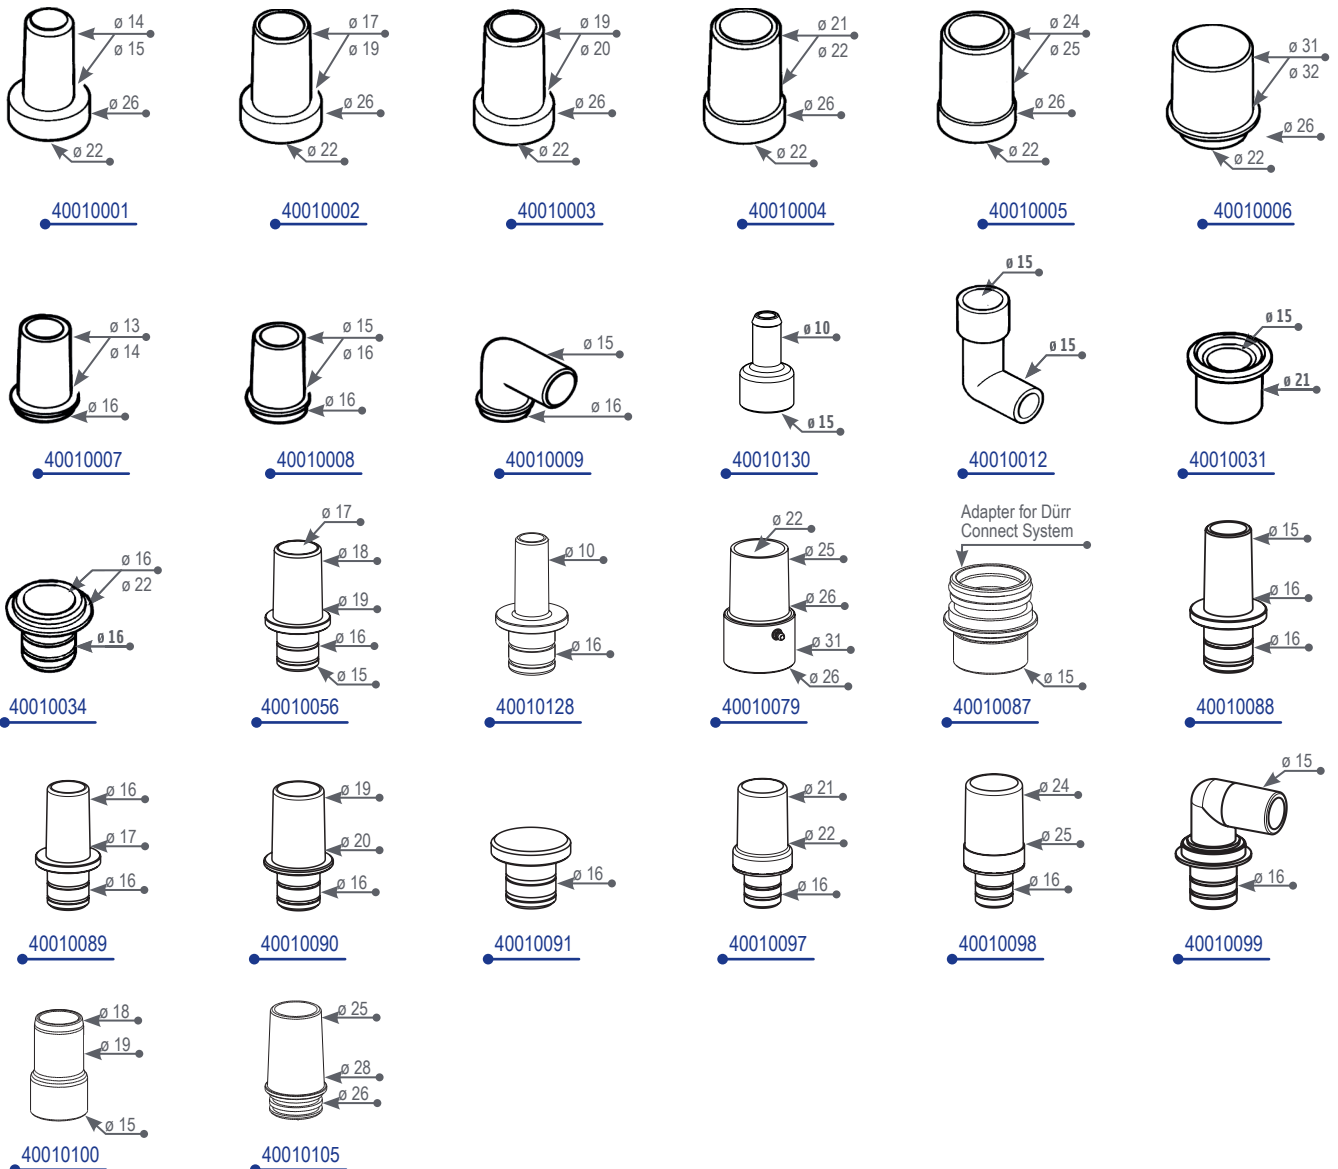 ø 14
ø 15
ø 26
ø 22
40010001
ø 17
ø 19
ø 26
ø 22
40010002
ø 19
ø 20
ø 26
ø 22
40010003
ø 21
ø 22
ø 26
ø 22
40010004
ø 24
ø 25
ø 26
ø 22
40010005
ø 31
ø 32
ø 26
ø 22
40010006
ø 13
ø 14
ø 16
40010007
ø 15
ø 16
ø 16
40010008
ø 15
ø 16
40010009
ø 10
ø 15
40010130
ø 15
ø 15
40010012
ø 15
ø 21
40010031
ø 16
ø 22
ø 16
40010034
ø 17
ø 18
ø 19
ø 16
ø 15
40010056
ø 10
ø 16
40010128
ø 22
ø 25
ø 26
ø 31
ø 26
40010079
Adapter for Dürr
Connect System
ø 15
40010087
ø 15
ø 16
ø 16
40010088
ø 16
ø 17
ø 16
40010089
ø 19
ø 20
ø 16
40010090
ø 16
40010091
ø 21
ø 22
ø 16
40010097
ø 24
ø 25
ø 16
40010098
ø 15
ø 16
40010099
ø 18
ø 19
ø 15
40010100
ø 25
ø 28
ø 26
40010105